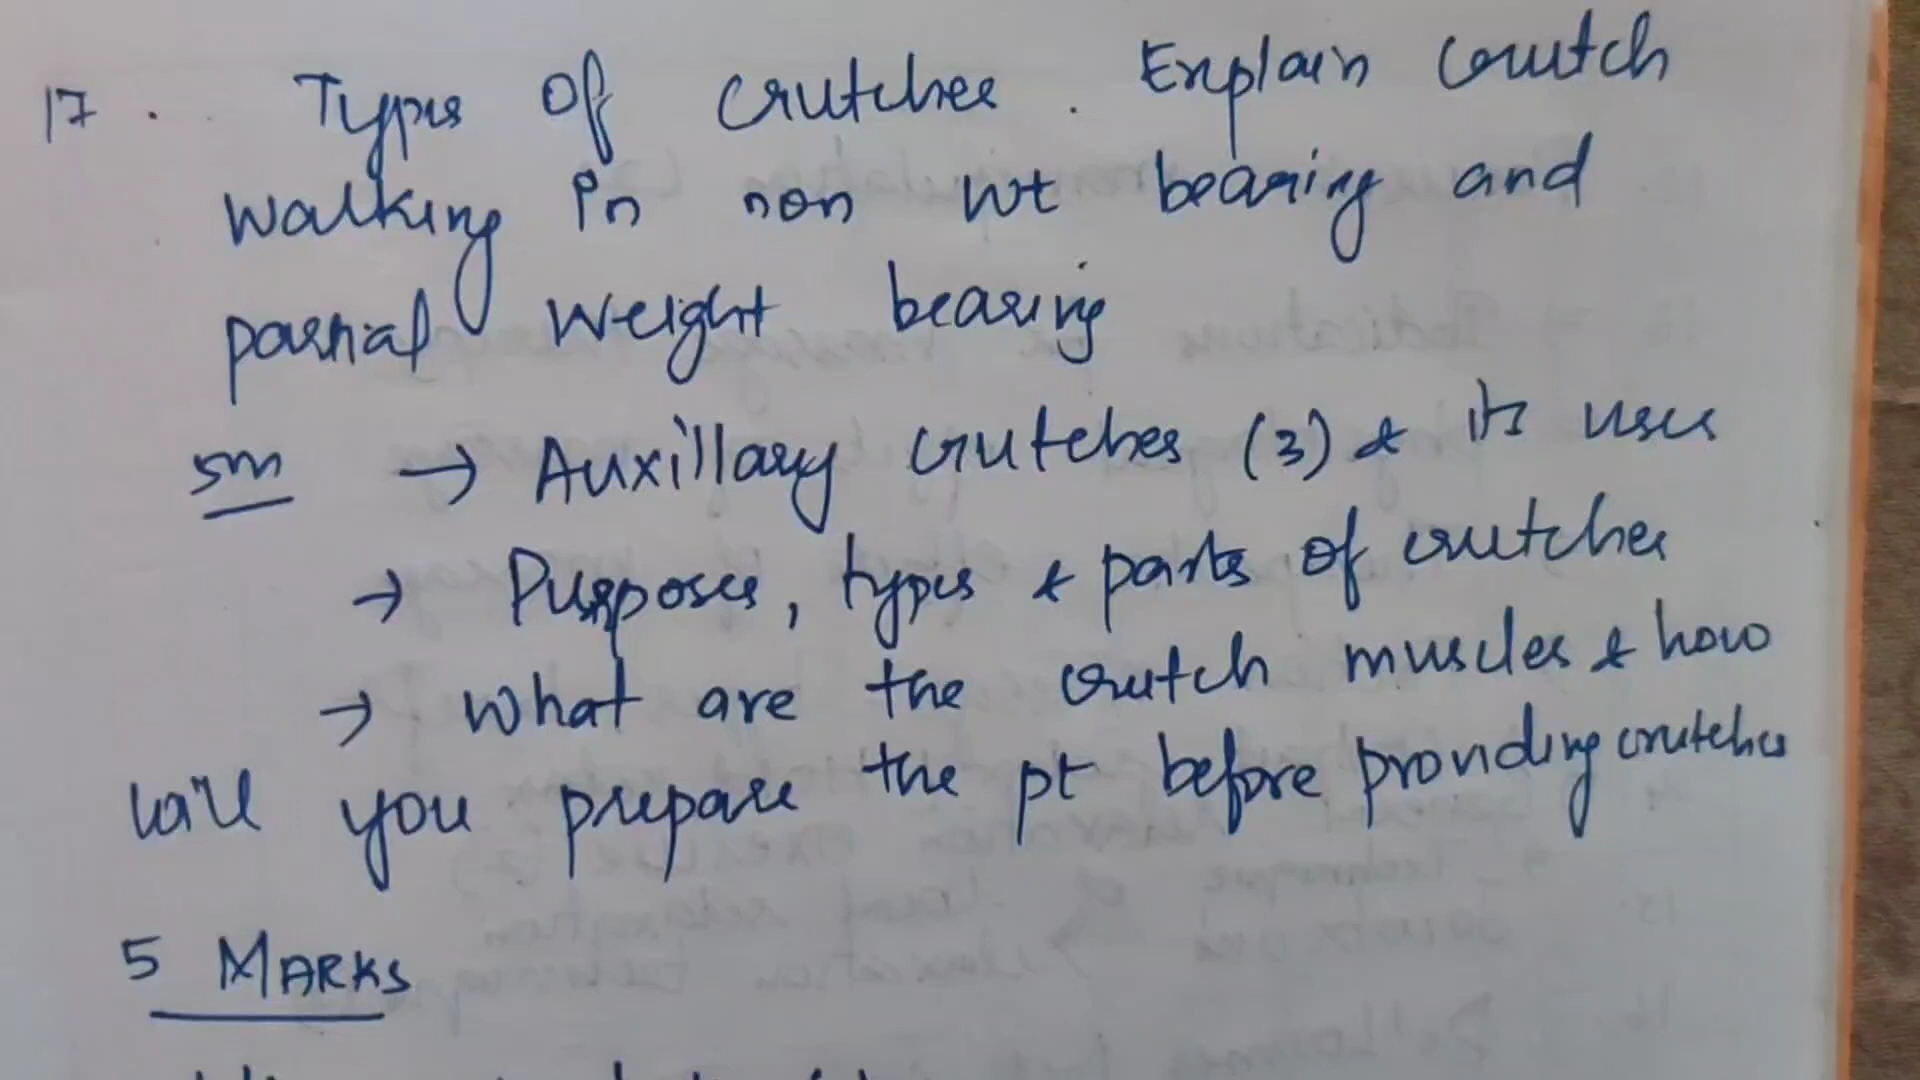 17. Types of crutches. Explain crutch
walking in non wt bearing and
partial weight bearing
5m → Auxillary crutches (3) & its uses
→ Purposes, types & parts of crutches
→ What are the crutch muscles & how
will you prepare the pt before providing crutches
5 MARKS